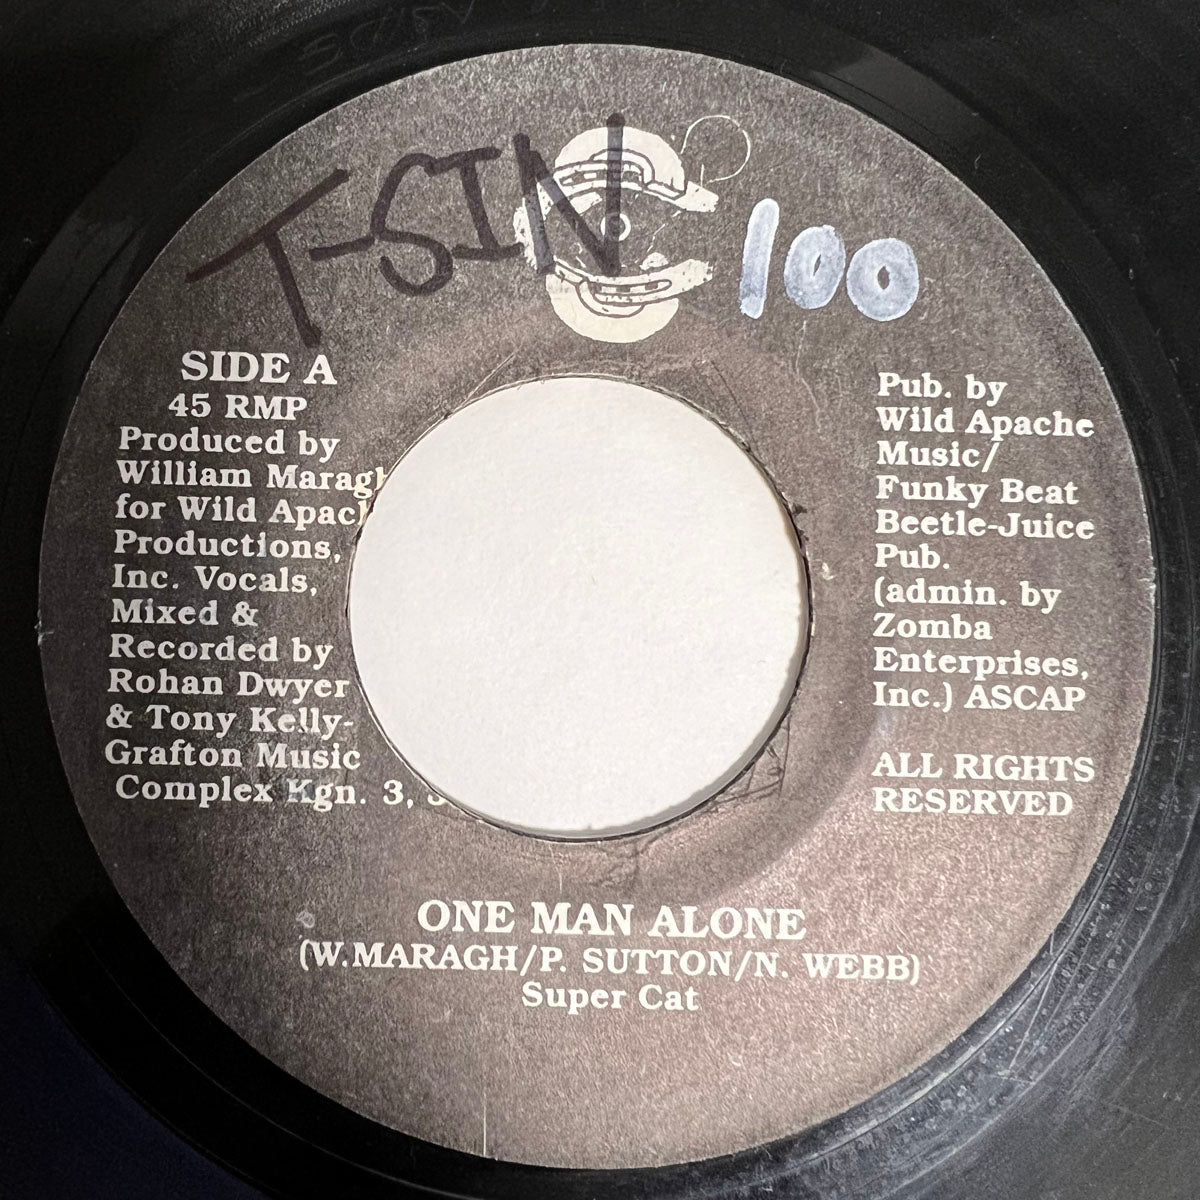 T-SIN
100
SIDE A
45 RMP
Produced by
William Maragh
for Wild Apach
Productions,
Inc. Vocals,
Mixed &
Recorded by
Rohan Dwyer
& Tony Kelly-
Grafton Music
Complex Kgn. 3, J
Pub. by
Wild Apache
Music/
Funky Beat
Beetle-Juice
Pub.
(admin. by
Zomba
Enterprises,
Inc.) ASCAP
ALL RIGHTS
RESERVED
ONE MAN ALONE
(W.MARAGH/P. SUTTON/N. WEBB)
Super Cat